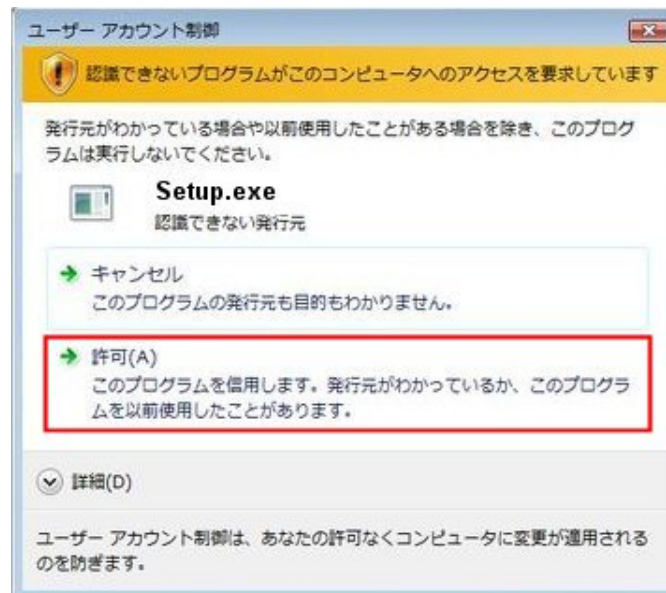 ユーザー アカウント制御
認識できないプログラムがこのコンピュータへのアクセスを要求しています
発行元がわかっている場合や以前使用したことがある場合を除き、このプログ
ラムは実行しないでください。
Setup.exe
認識できない発行元
キャンセル
このプログラムの発行元も目的もわかりません。
許可(A)
このプログラムを信用します。発行元がわかっているか、このプログラ
ムを以前使用したことがあります。
詳細(D)
ユーザー アカウント制御は、あなたの許可なくコンピュータに変更が適用される
のを防ぎます。